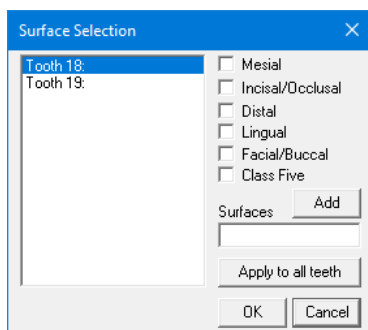 Surface Selection
Tooth 18:
Tooth 19:
Mesial
Incisal/Occlusal
Distal
Lingual
Facial/Buccal
Class Five
Surfaces
Add
Apply to all teeth
OK
Cancel